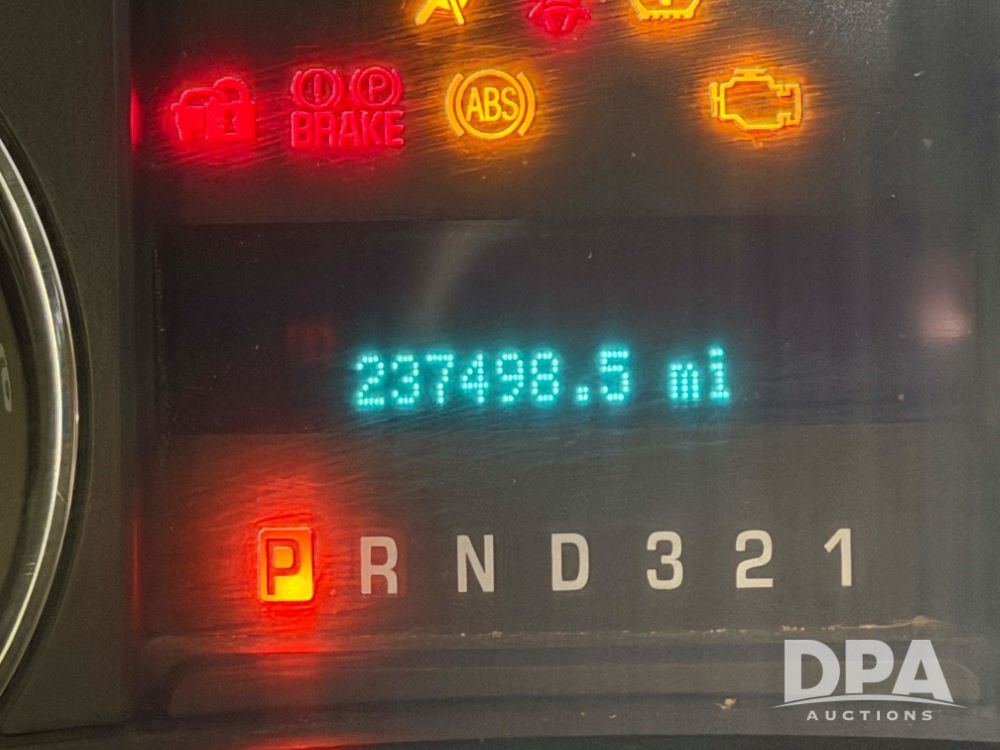 BRAKE
ABS
237498.5 mi
P R N D 3 2 1
DPA
AUCTIONS